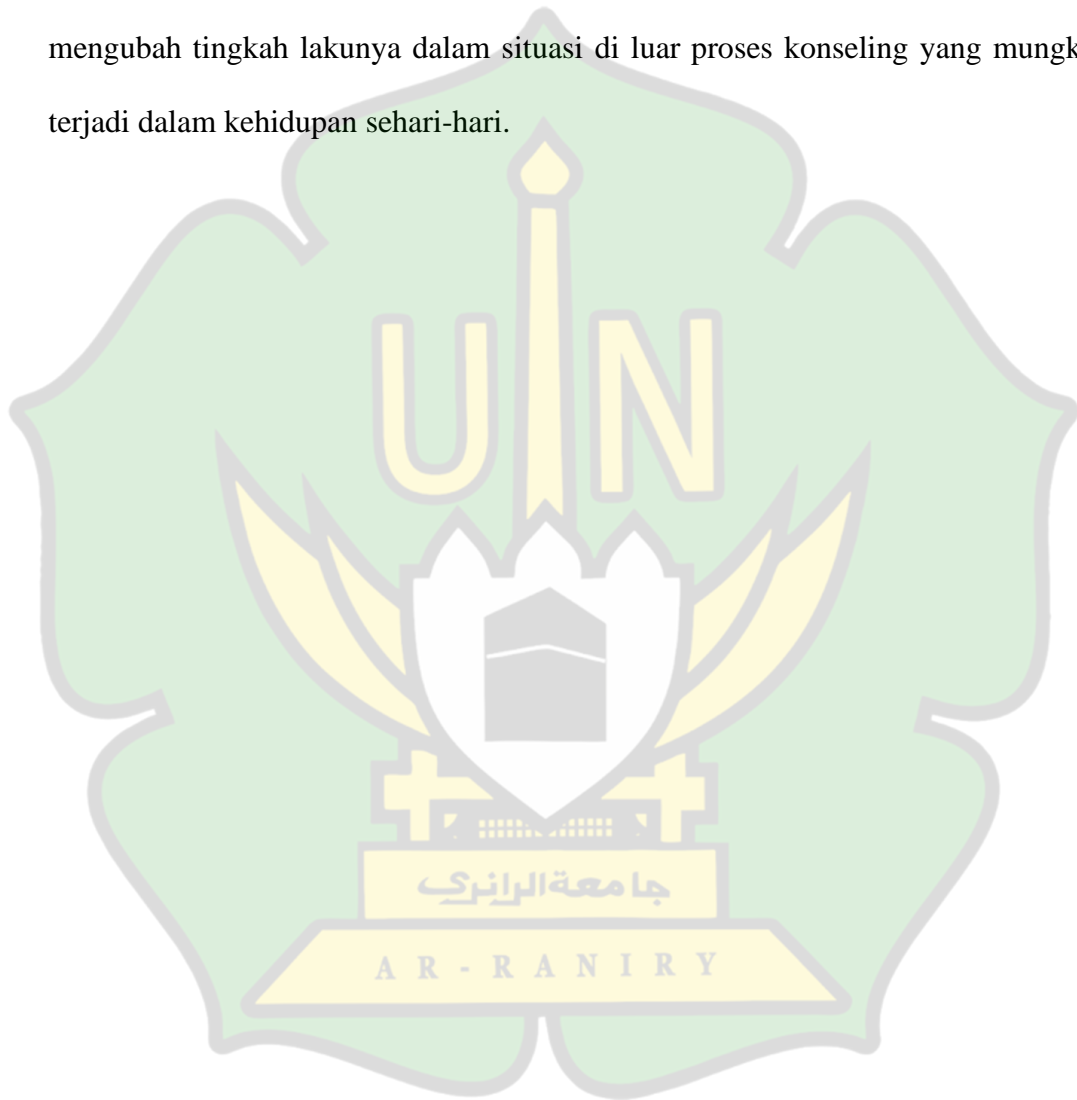 mengubah tingkah lakunya dalam situasi di luar proses konseling yang mungk
terjadi dalam kehidupan sehari-hari.
UIN
جامعةالرانري
AR-RANIRY